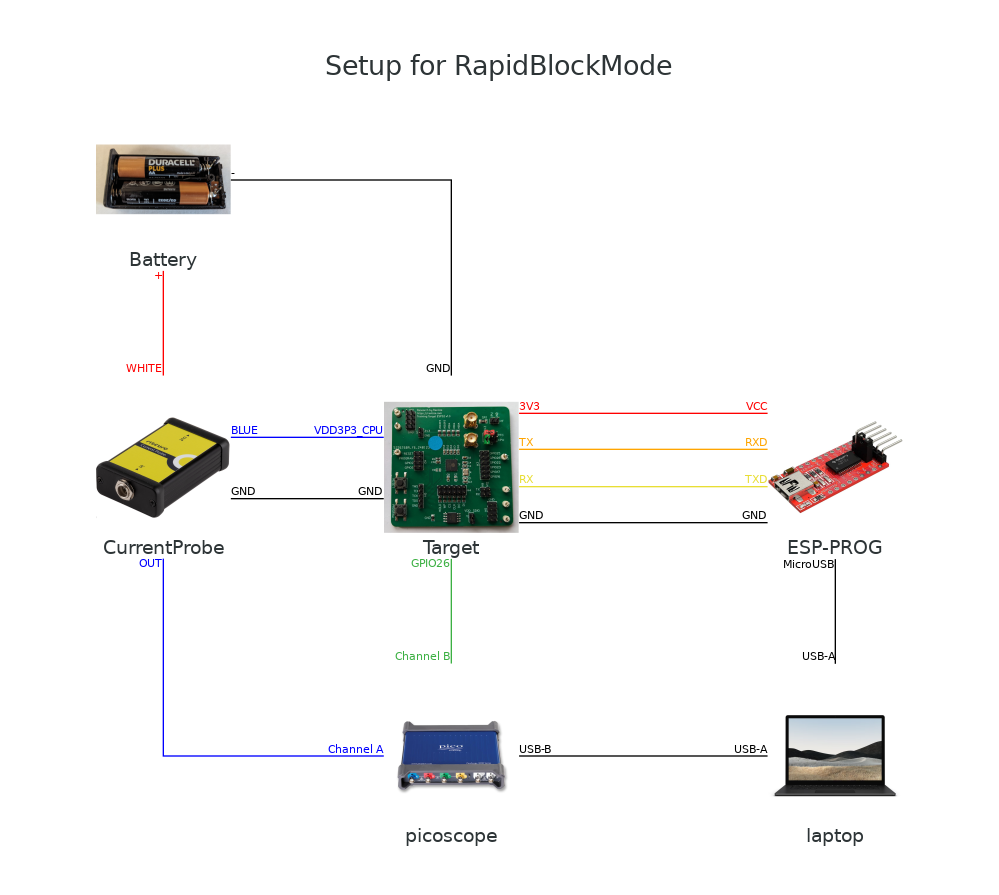 Setup for RapidBlockMode
DURACELL
PLUS
AA
-
Battery
+
WHITE
GND
3V3 VCC
BLUE VDD3P3_CPU
TX RXD
RX TXD
GND GND
GND GND
CurrentProbe
Target
ESP-PROG
OUT
GPIO26
MicroUSB
Channel B
USB-A
pico
Channel A
USB-B USB-A
picoscope
laptop